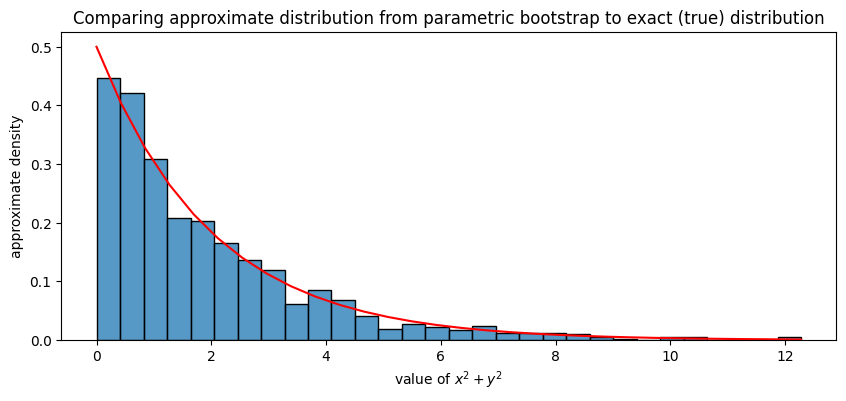 Comparing approximate distribution from parametric bootstrap to exact (true) distribution
approximate density
0.5
0.4
0.3
0.2
0.1
0.0
0 2 4 6 8 10 12
value of x² + y²